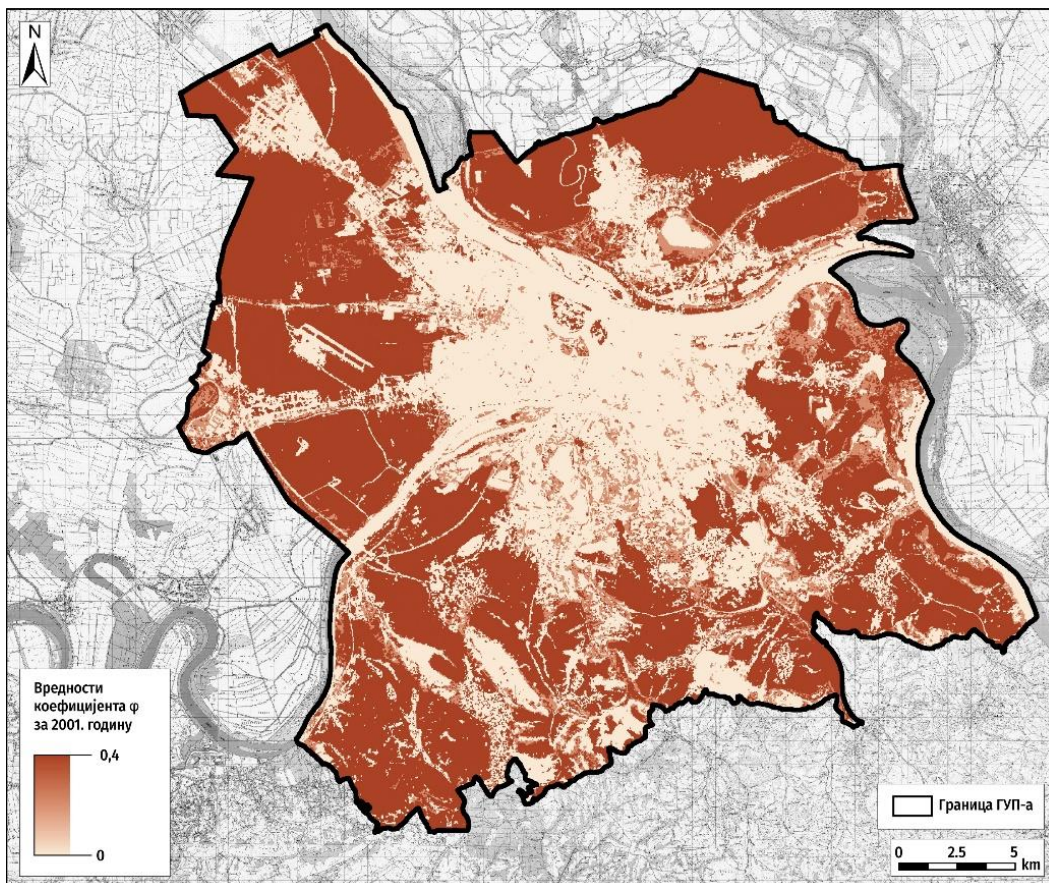 N
Вредности
коефицијента φ
за 2001. годину
0,4
0
Граница ГУП-а
0 2.5 5
km